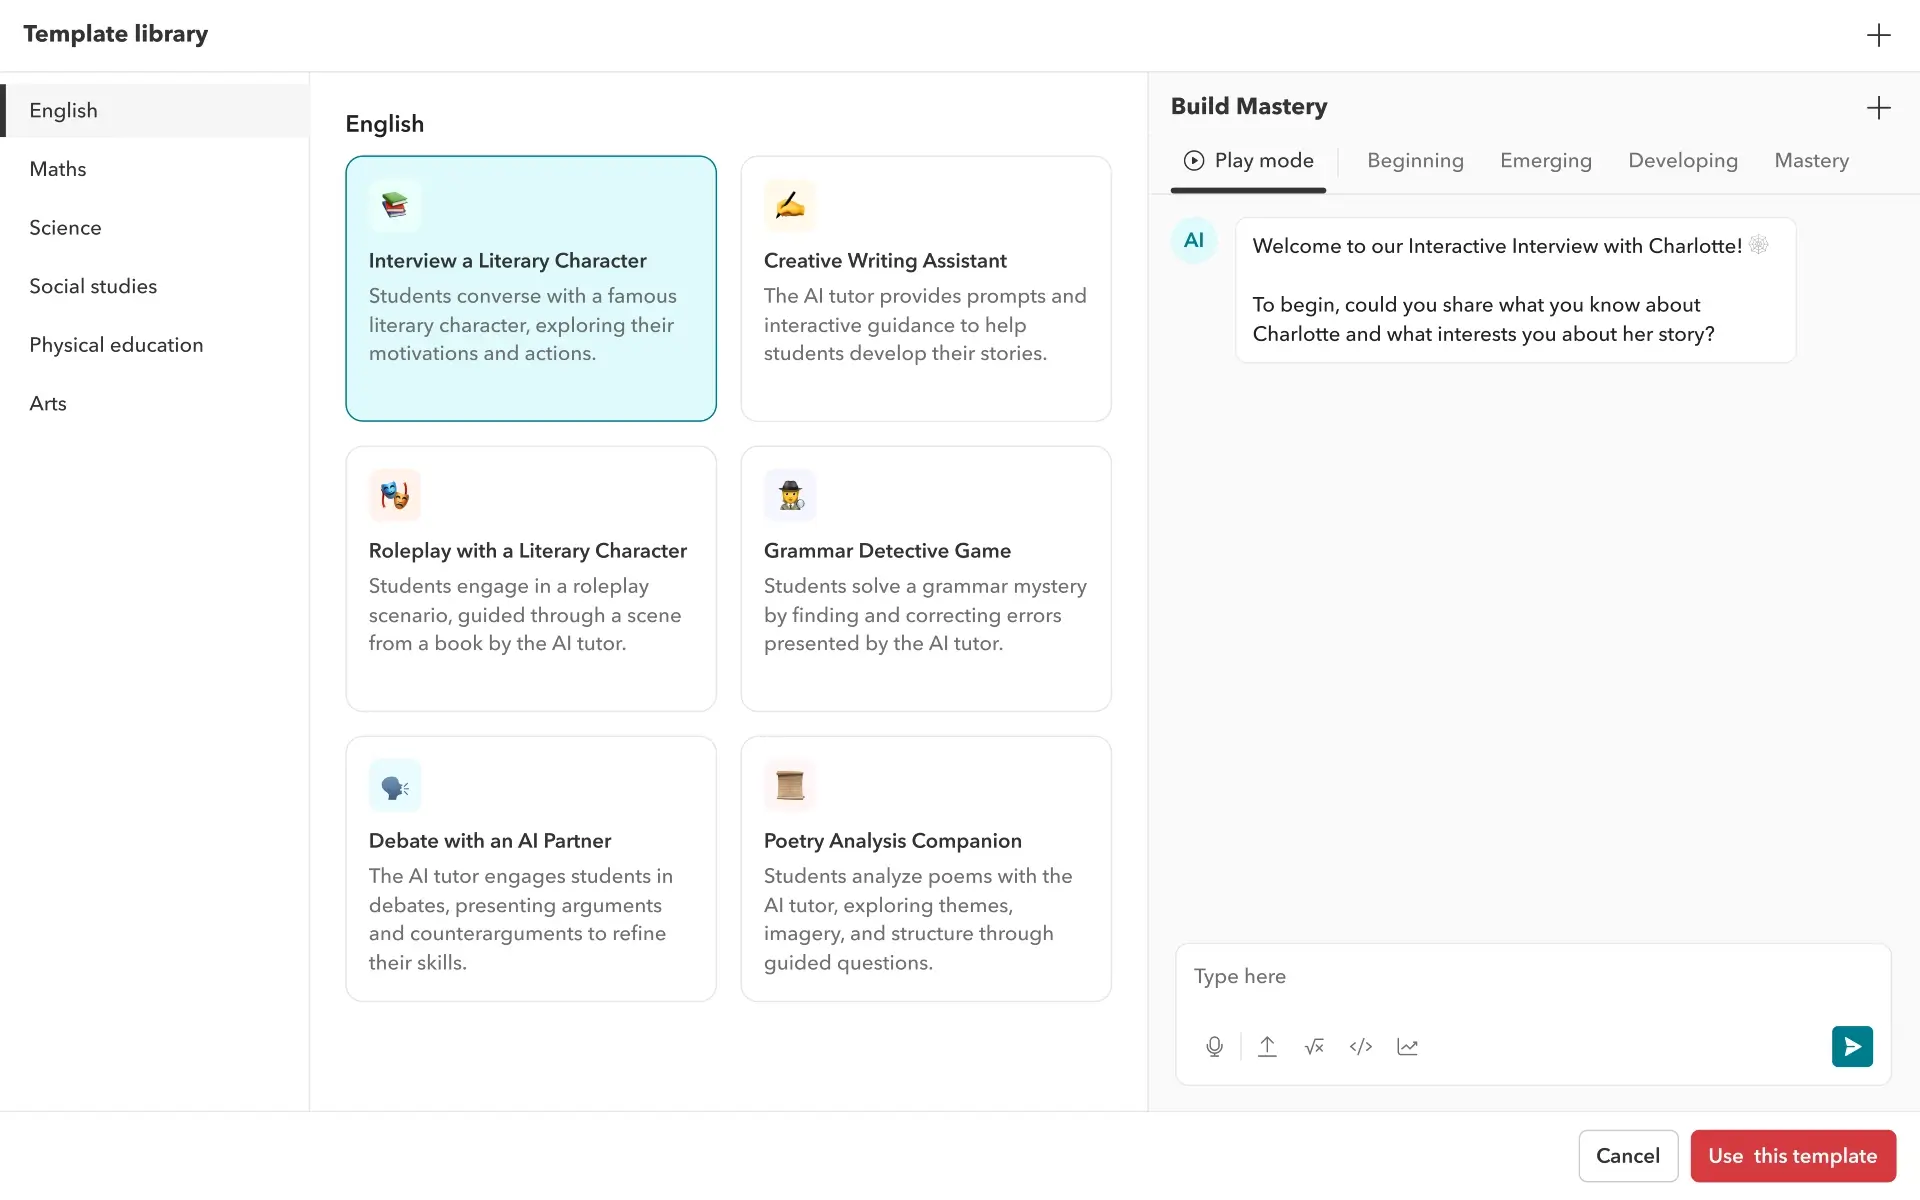 Template library
English
Maths
Science
Social studies
Physical education
Arts
English
Interview a Literary Character
Students converse with a famous
literary character, exploring their
motivations and actions.
Creative Writing Assistant
The AI tutor provides prompts and
interactive guidance to help
students develop their stories.
Roleplay with a Literary Character
Students engage in a roleplay
scenario, guided through a scene
from a book by the AI tutor.
Grammar Detective Game
Students solve a grammar mystery
by finding and correcting errors
presented by the AI tutor.
Debate with an AI Partner
The AI tutor engages students in
debates, presenting arguments
and counterarguments to refine
their skills.
Poetry Analysis Companion
Students analyze poems with the
AI tutor, exploring themes,
imagery, and structure through
guided questions.
Build Mastery
Play mode Beginning Emerging Developing Mastery
AI
Welcome to our Interactive Interview with Charlotte! 🕸️
To begin, could you share what you know about
Charlotte and what interests you about her story?
Type here
√x </>
Cancel Use  this template